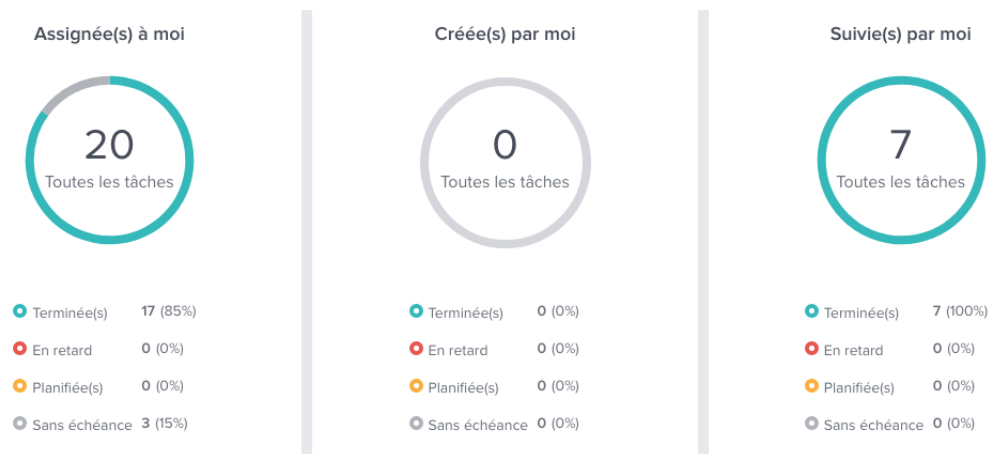 Assignée(s) à moi
20
Toutes les tâches
Terminée(s) 17 (85%)
En retard 0 (0%)
Planifiée(s) 0 (0%)
Sans échéance 3 (15%)
Créée(s) par moi
0
Toutes les tâches
Terminée(s) 0 (0%)
En retard 0 (0%)
Planifiée(s) 0 (0%)
Sans échéance 0 (0%)
Suivie(s) par moi
7
Toutes les tâches
Terminée(s) 7 (100%)
En retard 0 (0%)
Planifiée(s) 0 (0%)
Sans échéance 0 (0%)